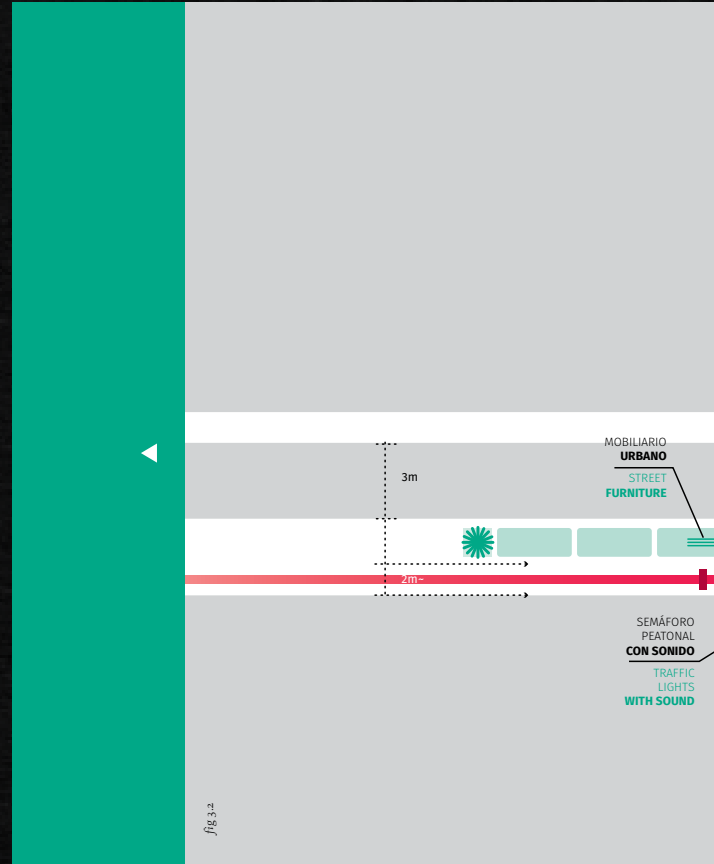 MOBILIARIO
URBANO
STREET
FURNITURE
3m
2m~
SEMÁFORO
PEATONAL
CON SONIDO
TRAFFIC
LIGHTS
WITH SOUND
fig 3.2